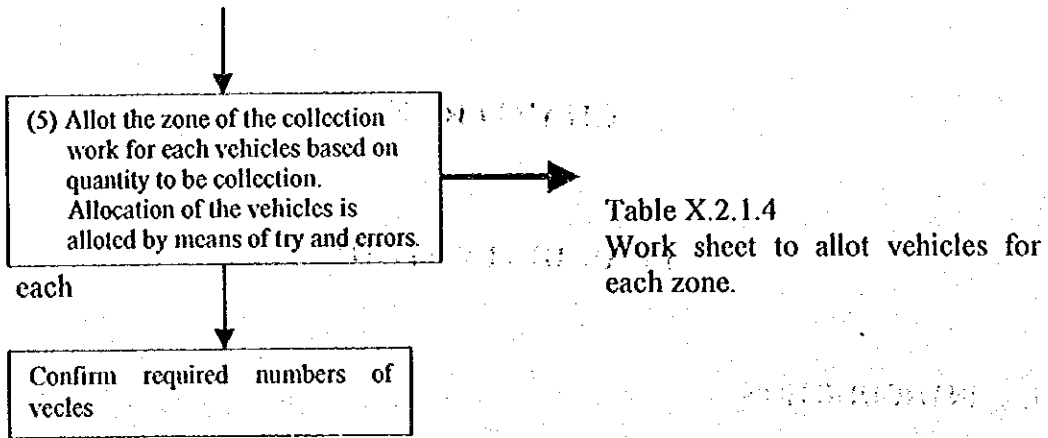 (5) Allot the zone of the collection
work for each vehicles based on
quantity to be collection.
Allocation of the vehicles is
alloted by means of try and errors.
Table X.2.1.4
Work sheet to allot vehicles for
each zone.
each
Confirm required numbers of
vecles